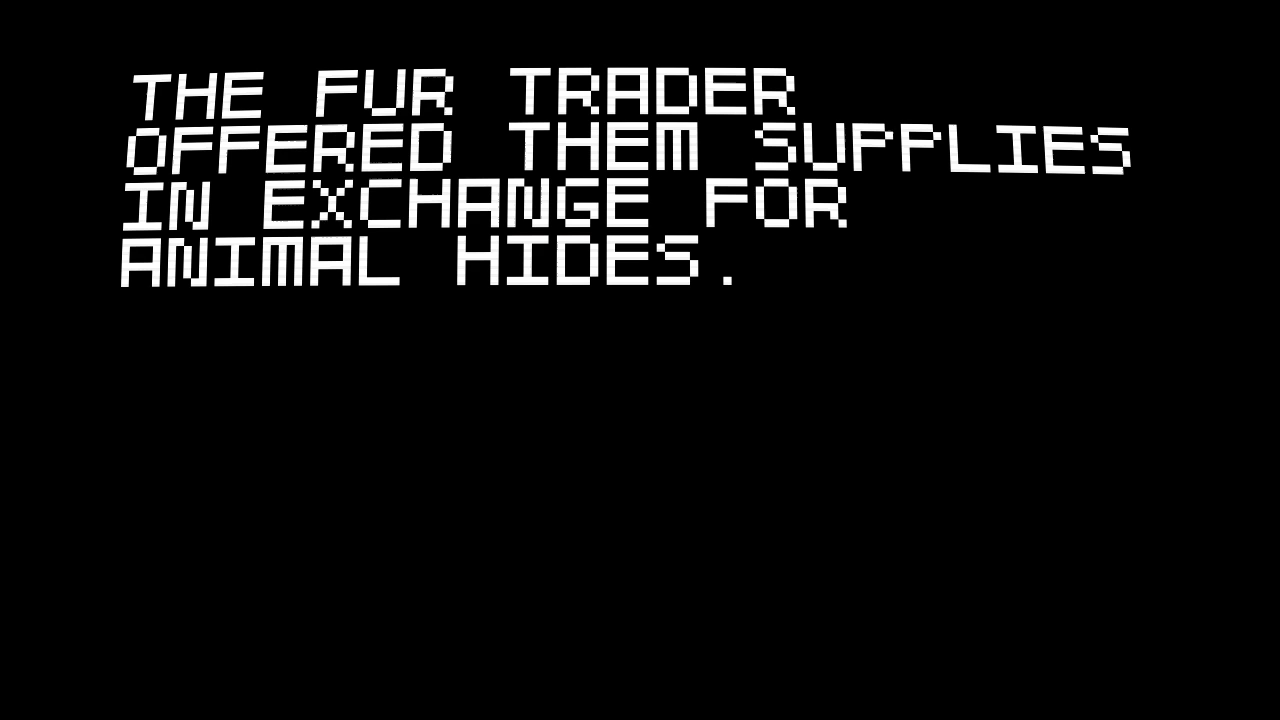 THE FUR TRADER
OFFERED THEM SUPPLIES
IN EXCHANGE FOR
ANIMAL HIDES.